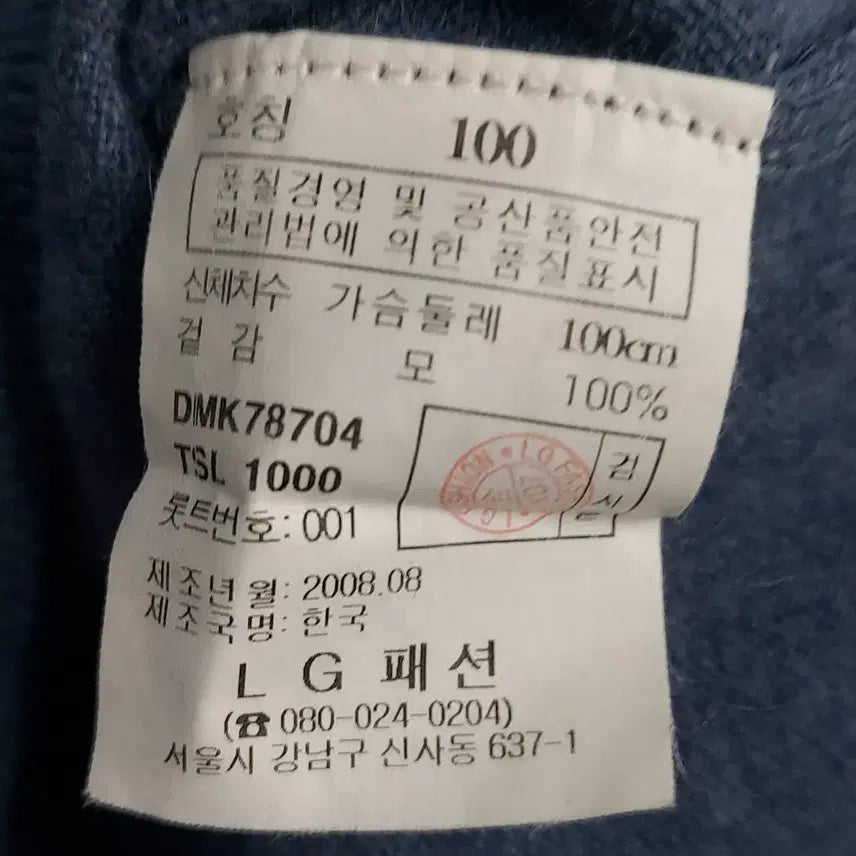 호칭 100
품질경영 및 공산품안전
관리법에 의한 품질표시
신체치수 가슴둘레 100cm
겉감 모 100%
DMK78704
TSL 1000
검
롯트번호: 001
제조년월: 2008.08
제조국명: 한국
LG패션
(☎080-024-0204)
서울시 강남구 신사동 637-1